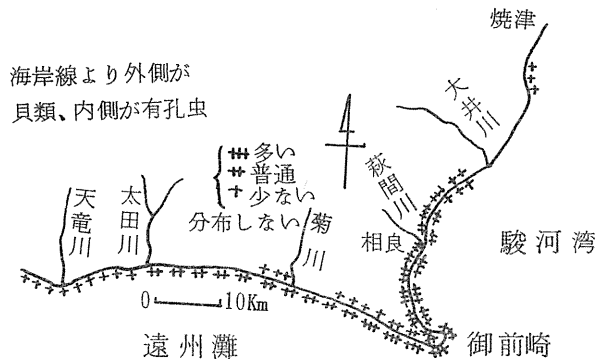 焼津
海岸線より外側が
貝類、内側が有孔虫
大井川
多い
普通
少ない
分布しない
萩間川
天竜川
太田川
菊川
相良
駿河湾
0 10Km
遠州灘
御前崎